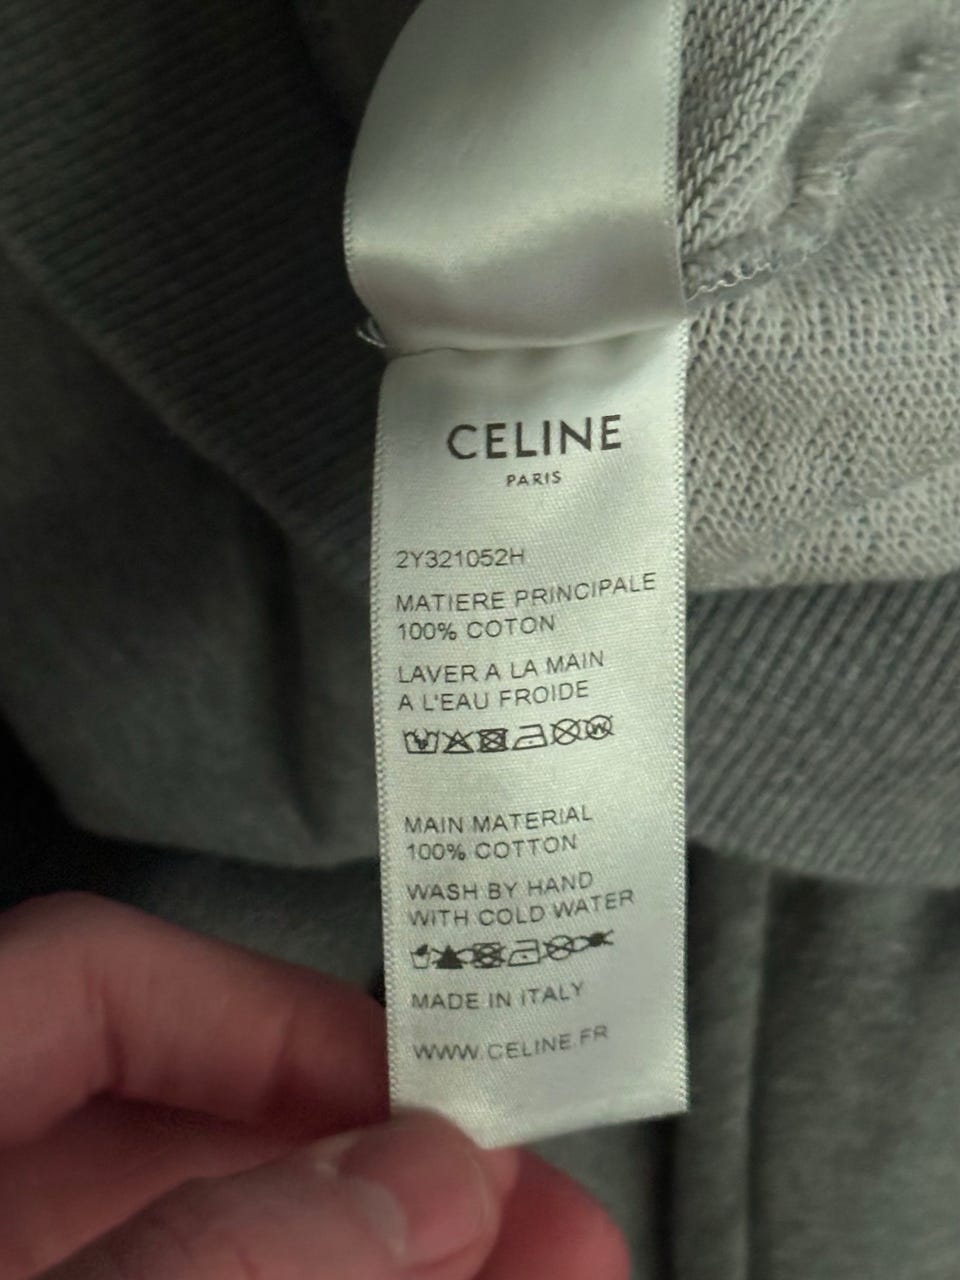 CELINE
PARIS
2Y321052H
MATIERE PRINCIPALE
100% COTON
LAVER A LA MAIN
A L'EAU FROIDE
MAIN MATERIAL
100% COTTON
WASH BY HAND
WITH COLD WATER
MADE IN ITALY
WWW.CELINE.FR